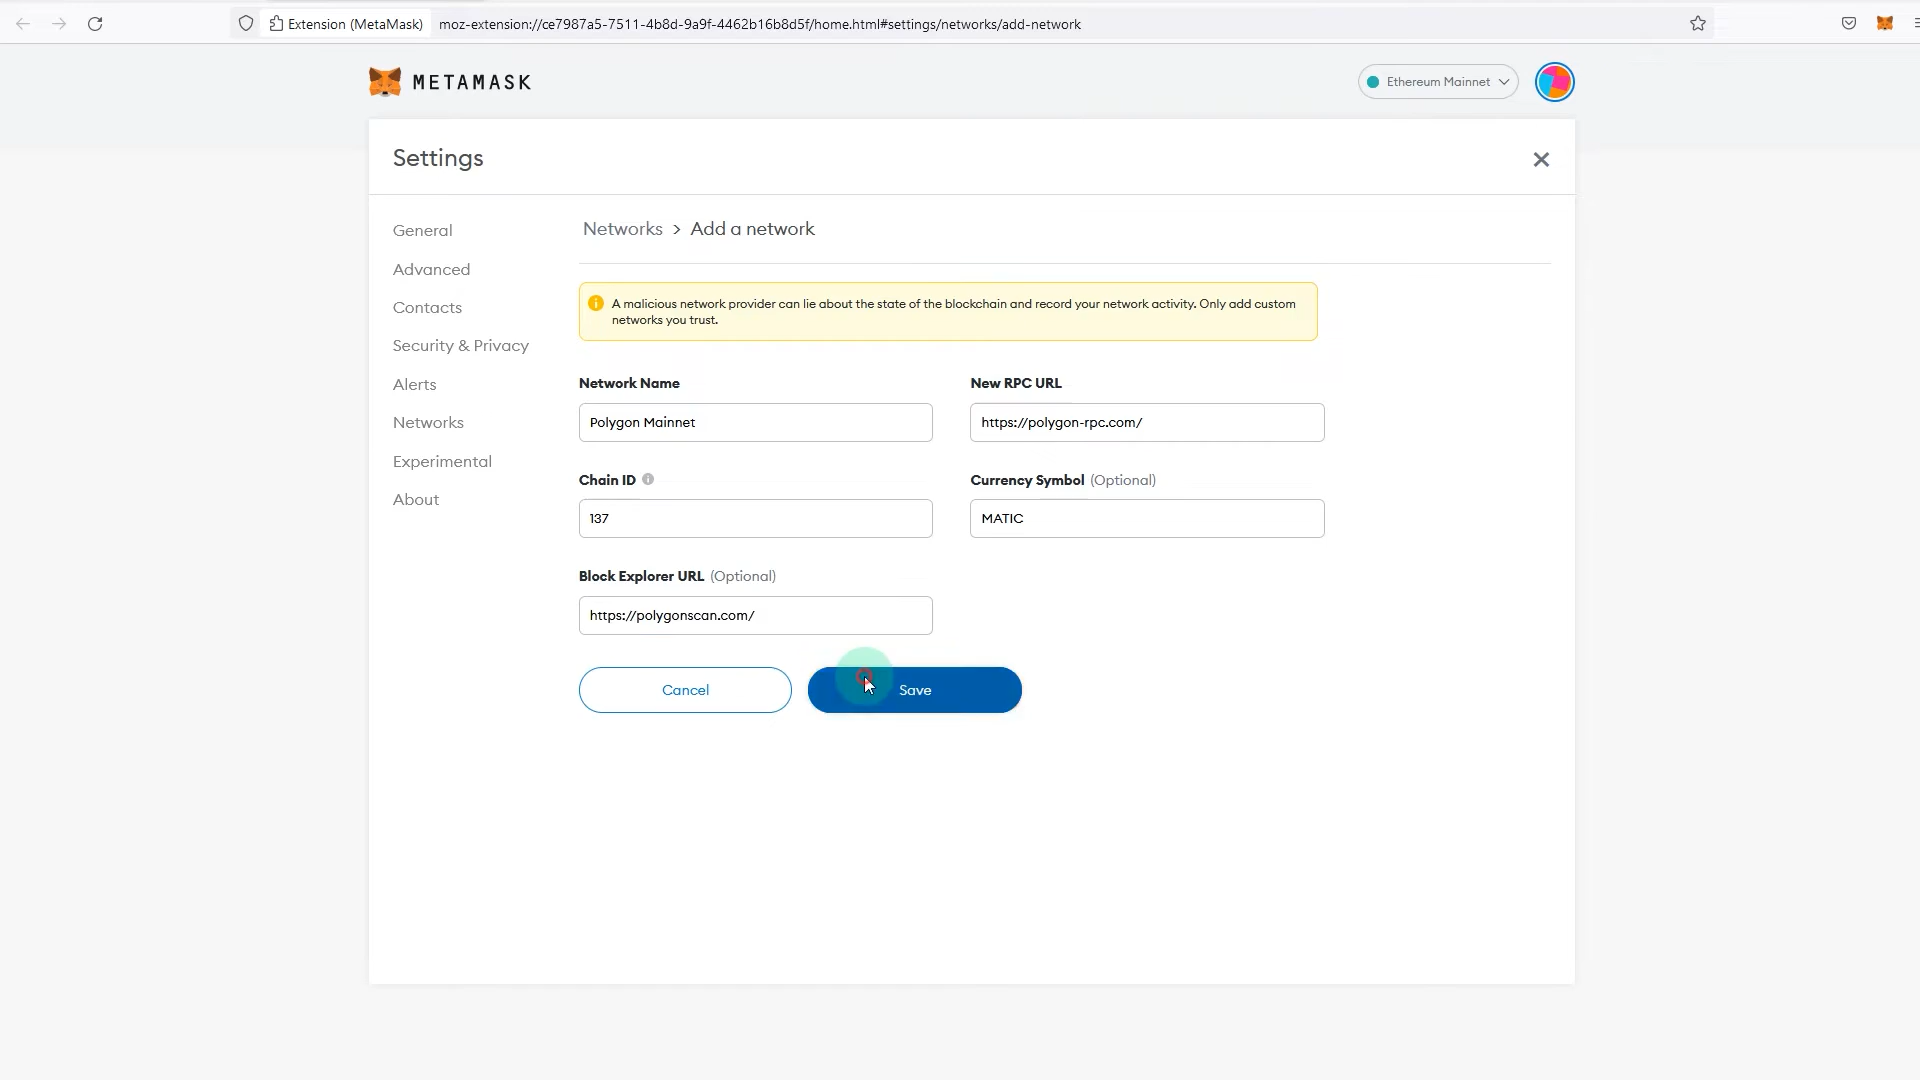 Extension (MetaMask) moz-extension://ce7987a5-7511-4b8d-9a9f-4462b16b8d5f/home.html#settings/networks/add-network
METAMASK
Ethereum Mainnet
Settings
General
Advanced
Contacts
Security & Privacy
Alerts
Networks
Experimental
About
Networks > Add a network
A malicious network provider can lie about the state of the blockchain and record your network activity. Only add custom
networks you trust.
Network Name
Polygon Mainnet
New RPC URL
https://polygon-rpc.com/
Chain ID
137
Currency Symbol (Optional)
MATIC
Block Explorer URL (Optional)
https://polygonscan.com/
Cancel
Save